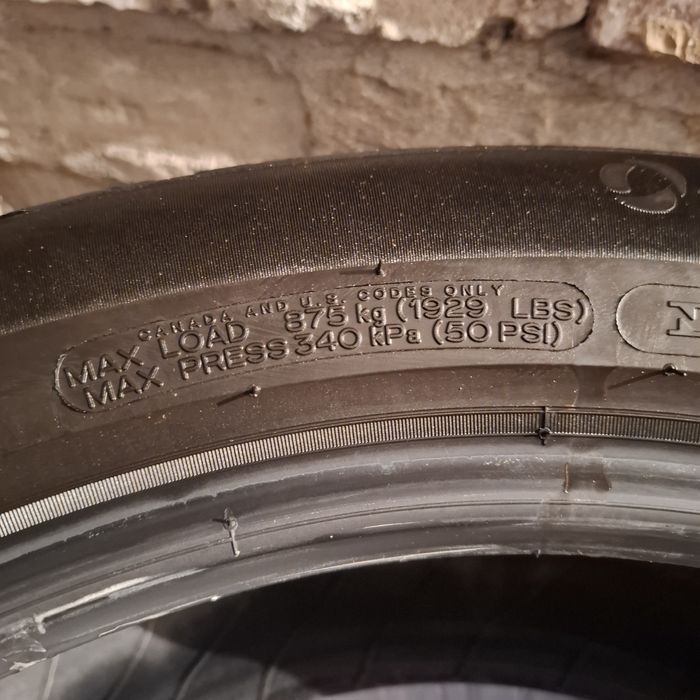 CANADA AND U.S. CODES ONLY
MAX LOAD 875 kg (1929 LBS)
MAX PRESS 340 kPa (50 PSI)